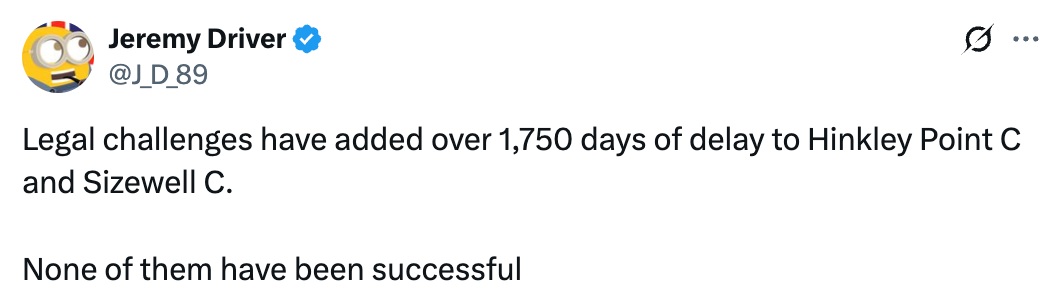 Jeremy Driver
@J_D_89
Legal challenges have added over 1,750 days of delay to Hinkley Point C
and Sizewell C.
None of them have been successful